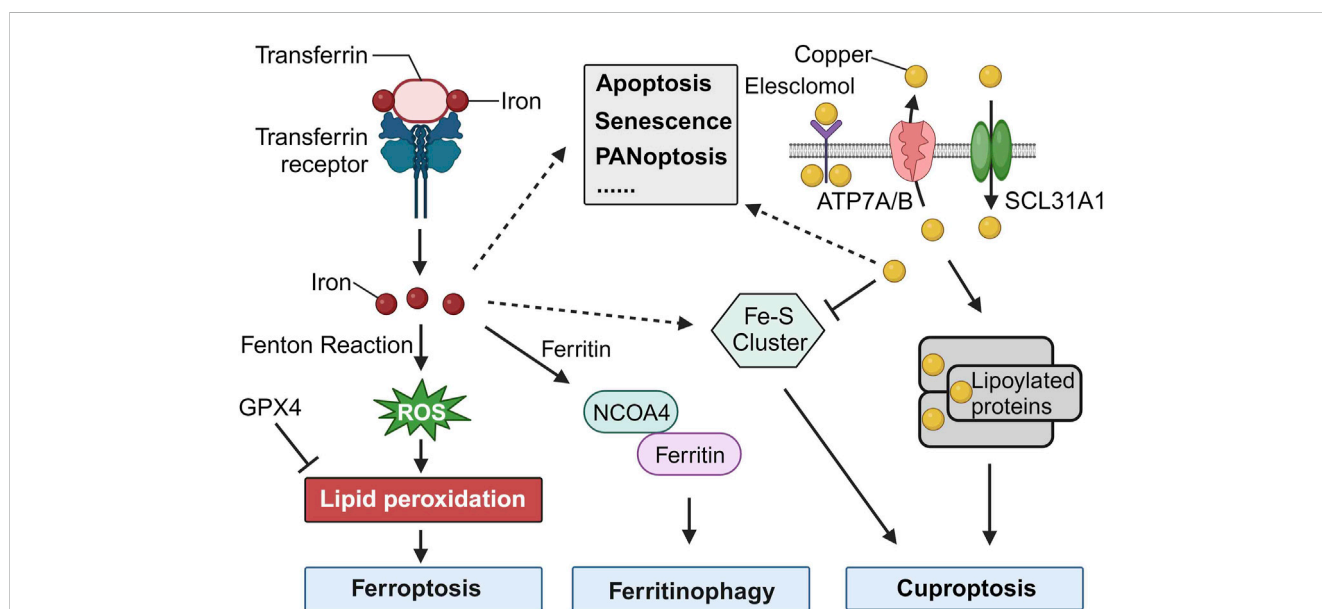 Transferrin
Iron
Transferrin
receptor
Apoptosis
Senescence
PANoptosis
......
Copper
Elesclomol
ATP7A/B
SCL31A1
Iron
Fenton Reaction
Ferritin
Fe-S
Cluster
GPX4
ROS
NCOA4
Ferritin
Lipoylated
proteins
Lipid peroxidation
Ferroptosis
Ferritinophagy
Cuproptosis